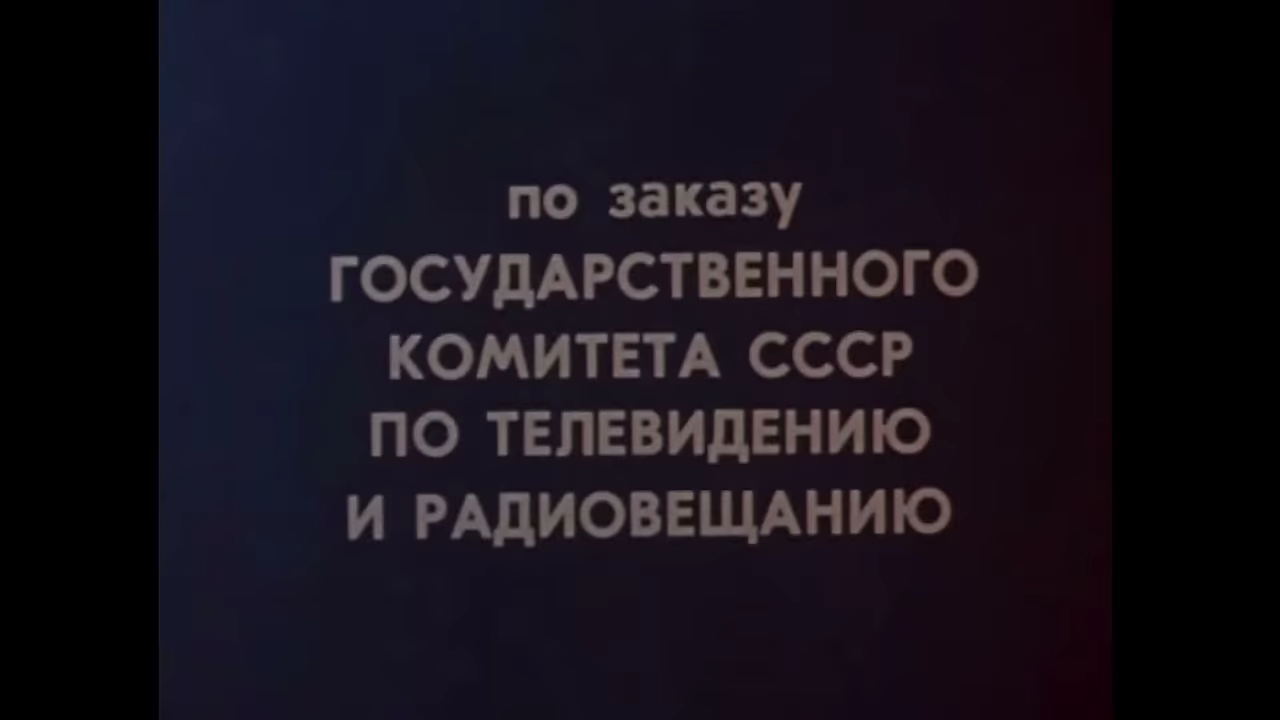 по заказу
ГОСУДАРСТВЕННОГО
КОМИТЕТА СССР
ПО ТЕЛЕВИДЕНИЮ
И РАДИОВЕЩАНИЮ